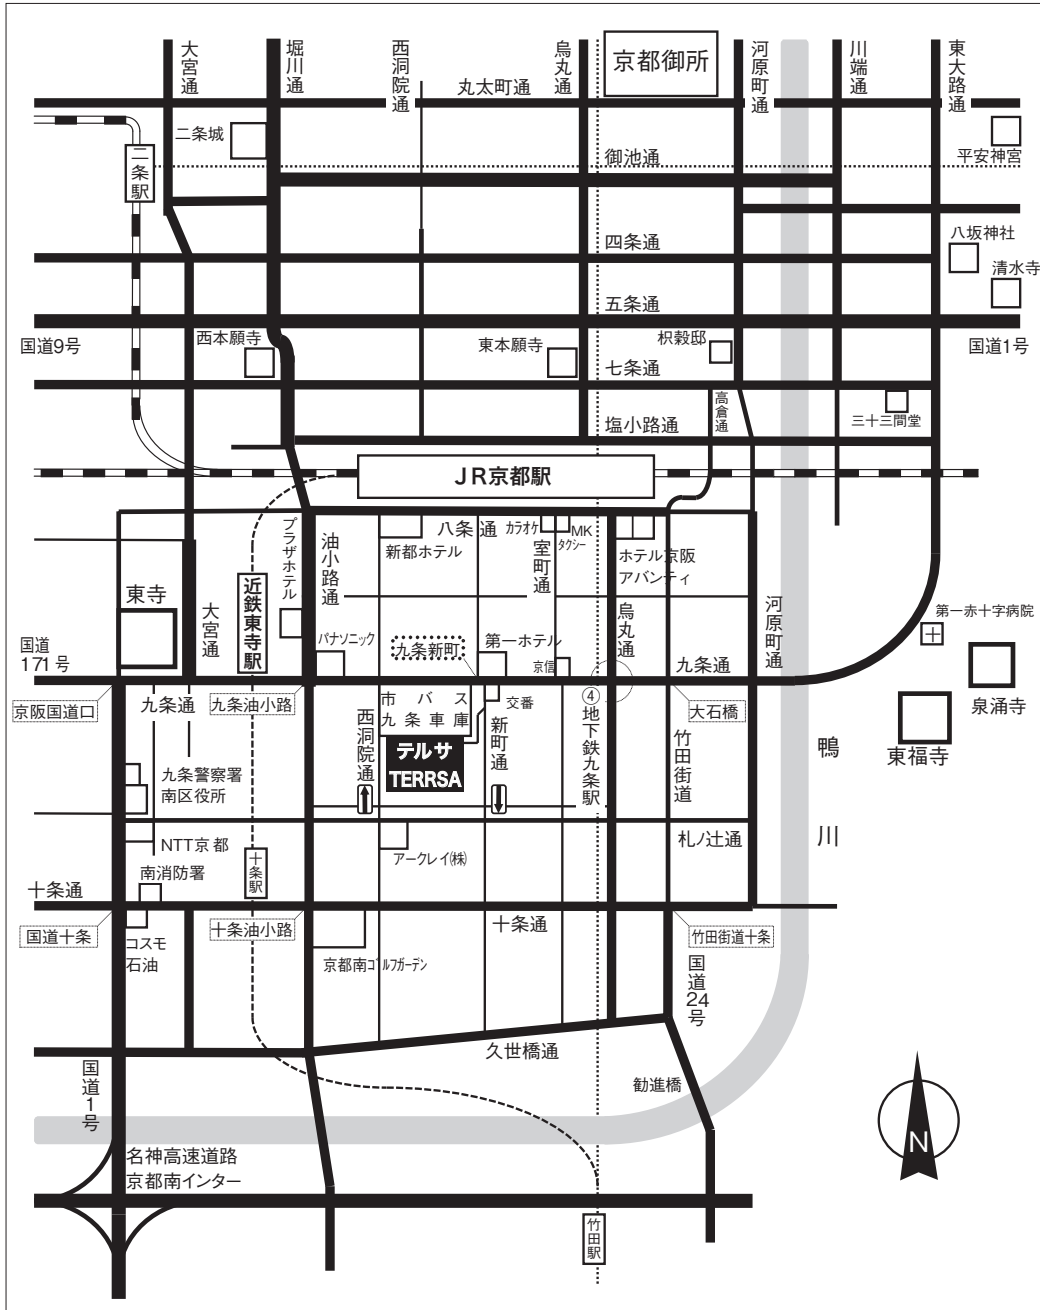 大宮通
堀川通
西洞院通
烏丸通
京都御所
河原町通
川端通
東大路通
丸太町通
二条城
二条駅
御池通
平安神宮
四条通
八坂神社
清水寺
五条通
国道9号
西本願寺
東本願寺
枳殻邸
国道1号
七条通
高倉通
三十三間堂
塩小路通
JR京都駅
プラザホテル
油小路通
八条通
新都ホテル
カラオケ
MK
タクシー
室町通
ホテル京阪
アバンティ
東寺
大宮通
近鉄東寺駅
烏丸通
河原町通
第一赤十字病院
国道
171号
パナソニック
九条新町
第一ホテル
京信
九条通
泉涌寺
京阪国道口
九条通
九条油小路
市バス
九条車庫
交番
④地下鉄九条駅
大石橋
東福寺
西洞院通
テルサ
TERRSA
新町通
竹田街道
鴨川
九条警察署
南区役所
NTT京都
札ノ辻通
十条駅
アークレイ(株)
南消防署
十条通
国道十条
十条油小路
十条通
竹田街道十条
コスモ
石油
京都南ゴルフガーデン
国道24号
久世橋通
国道1号
勧進橋
名神高速道路
京都南インター
N
竹田駅